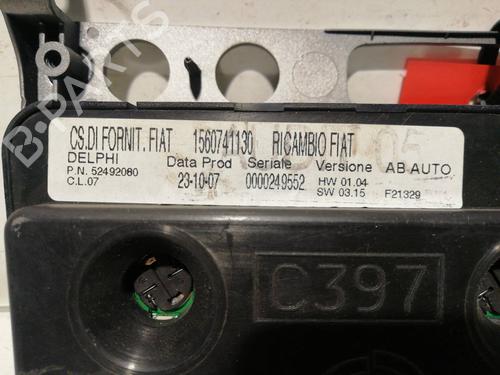 B-PARTS
CS.DI FORNIT. FIAT 1560741130 RICAMBIO FIAT
DELPHI Data Prod Seriale Versione AB AUTO
P.N. 52492080 HW 01.04
C.L.07 23-10-07 0000249552 SW 03.15 F21329
C397